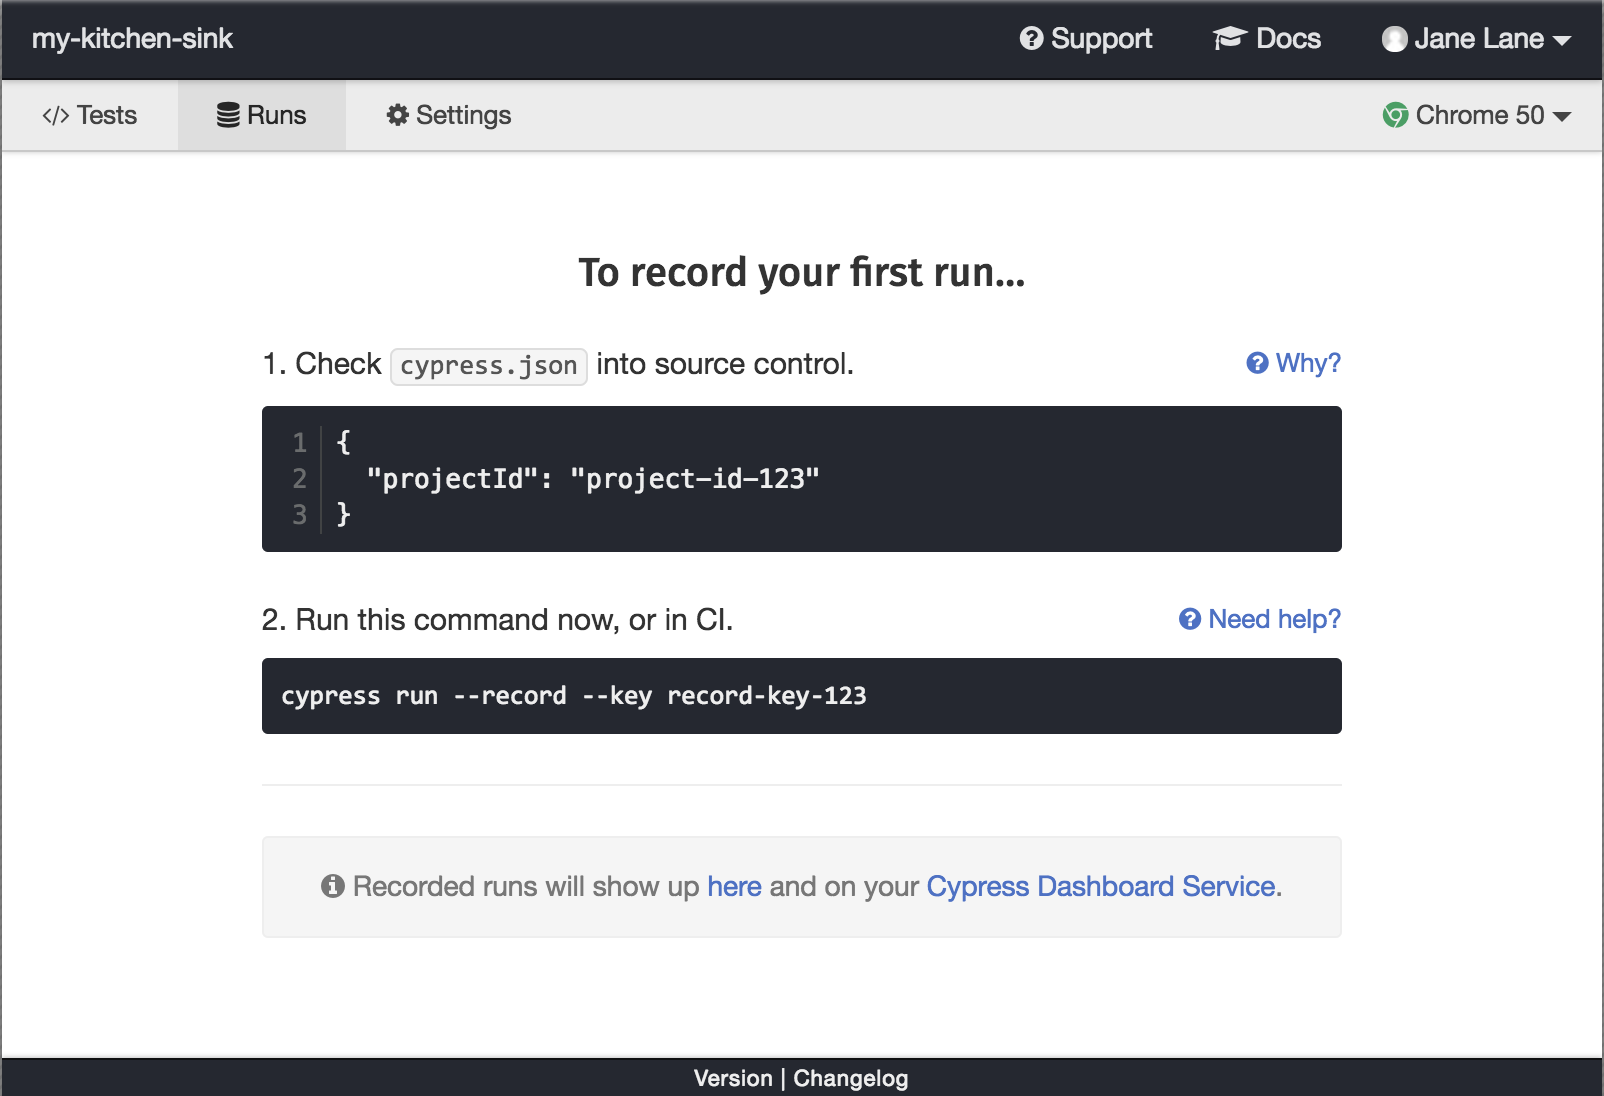 my-kitchen-sink Support Docs Jane Lane
</> Tests Runs Settings Chrome 50
To record your first run...
1. Check cypress.json into source control. Why?
1 {
2 "projectId": "project-id-123"
3 }
2. Run this command now, or in CI. Need help?
cypress run --record --key record-key-123
Recorded runs will show up here and on your Cypress Dashboard Service.
Version | Changelog